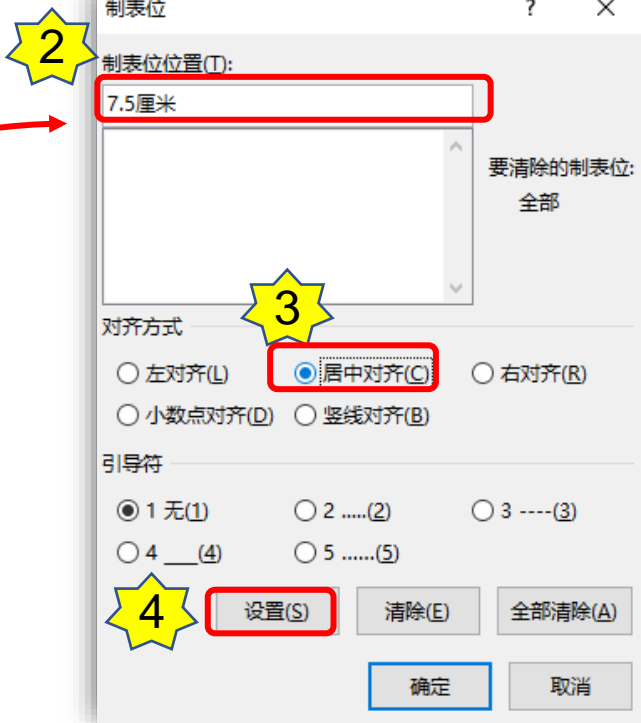 制表位 ? ×
2
制表位位置(T):
7.5厘米
要清除的制表位:
全部
3
对齐方式
左对齐(L) 居中对齐(C) 右对齐(R)
小数点对齐(D) 竖线对齐(B)
引导符
1 无(1) 2 .....(2) 3 ----(3)
4 ___(4) 5 ......(5)
4
设置(S) 清除(E) 全部清除(A)
确定 取消